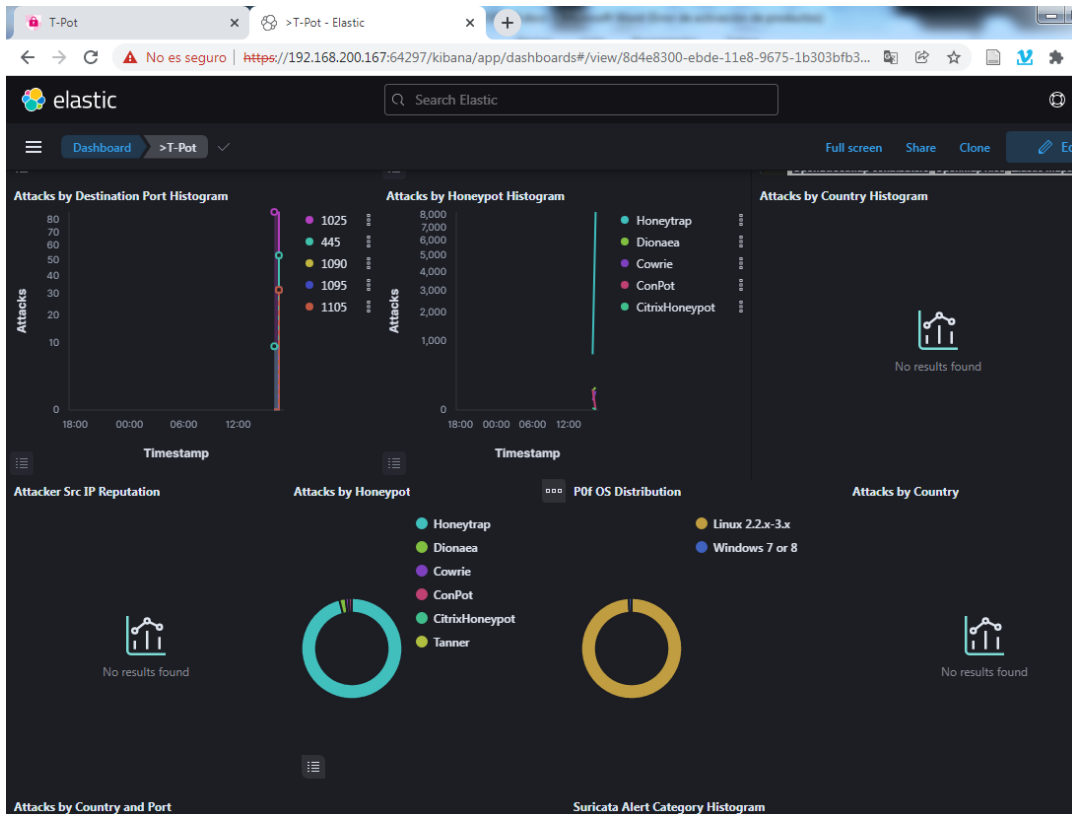 T-Pot
>T-Pot - Elastic
No es seguro | https://192.168.200.167:64297/kibana/app/dashboards#/view/8d4e8300-ebde-11e8-9675-1b303bfb3...
elastic
Search Elastic
Dashboard
>T-Pot
Full screen
Share
Clone
Attacks by Destination Port Histogram
80
70
60
50
40
30
20
10
0
Attacks
18:00 00:00 06:00 12:00
Timestamp
1025
445
1090
1095
1105
Attacks by Honeypot Histogram
8,000
7,000
6,000
5,000
4,000
3,000
2,000
1,000
0
Attacks
18:00 00:00 06:00 12:00
Timestamp
Honeytrap
Dionaea
Cowrie
ConPot
CitrixHoneypot
Attacks by Country Histogram
No results found
Attacker Src IP Reputation
No results found
Attacks by Honeypot
Honeytrap
Dionaea
Cowrie
ConPot
CitrixHoneypot
Tanner
P0f OS Distribution
Linux 2.2.x-3.x
Windows 7 or 8
Attacks by Country
No results found
Attacks by Country and Port
Suricata Alert Category Histogram